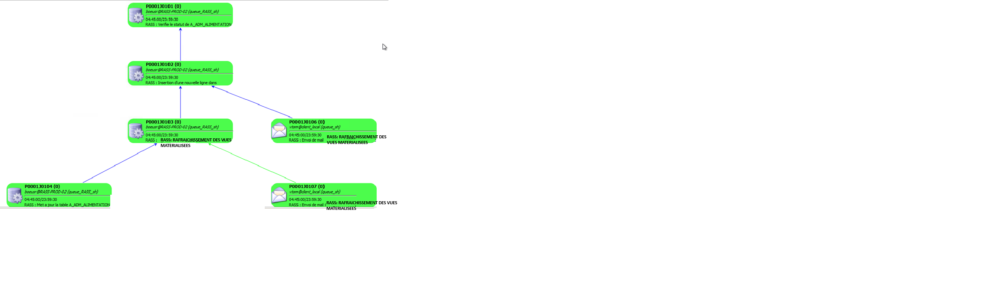 P0001J0101 (0)
boeusr@RASS-PROD-02 (queue_RASS_sh)
04:45:00/23:59:30
RASS : Verifie le statut de A_ADM_ALIMENTATION
P0001J0102 (0)
boeusr@RASS-PROD-02 (queue_RASS_sh)
04:45:00/23:59:30
RASS : Insertion d'une nouvelle ligne dans
P0001J0103 (0)
boeusr@RASS-PROD-02 (queue_RASS_sh)
04:45:00/23:59:30
RASS : RASS: RAFRAICHISSEMENT DES VUES
MATERIALISEES
P0001J0106 (0)
vtom@client_local (queue_sh)
04:45:00/23:59:30
RASS : Envoi de mail
RASS: RAFRAICHISSEMENT DES
VUES MATERIALISEES
P0001J0104 (0)
boeusr@RASS-PROD-02 (queue_RASS_sh)
04:45:00/23:59:30
RASS : Met a jour la table A_ADM_ALIMENTATION
P0001J0107 (0)
vtom@client_local (queue_sh)
04:45:00/23:59:30
RASS : Envoi de mail
RASS: RAFRAICHISSEMENT DES VUES
MATERIALISEES